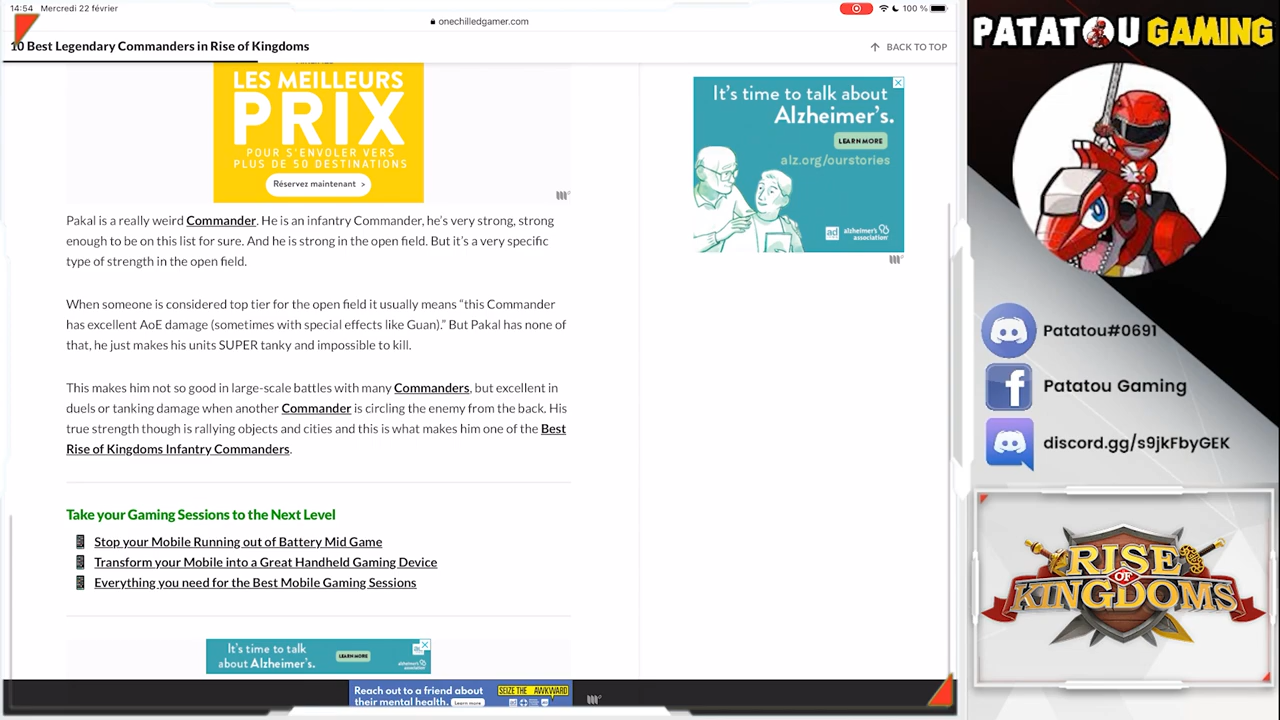 14:54 Mercredi 22 février
100 %
onechilledgamer.com
10 Best Legendary Commanders in Rise of Kingdoms
BACK TO TOP
LES MEILLEURS
PRIX
POUR S'ENVOLER VERS
PLUS DE 50 DESTINATIONS
Réservez maintenant >
It's time to talk about
Alzheimer's.
LEARN MORE
alz.org/ourstories
ad
alzheimer's
association
Pakal is a really weird Commander. He is an infantry Commander, he's very strong, strong
enough to be on this list for sure. And he is strong in the open field. But it's a very specific
type of strength in the open field.
When someone is considered top tier for the open field it usually means “this Commander
has excellent AoE damage (sometimes with special effects like Guan).” But Pakal has none of
that, he just makes his units SUPER tanky and impossible to kill.
This makes him not so good in large-scale battles with many Commanders, but excellent in
duels or tanking damage when another Commander is circling the enemy from the back. His
true strength though is rallying objects and cities and this is what makes him one of the Best
Rise of Kingdoms Infantry Commanders.
Take your Gaming Sessions to the Next Level
Stop your Mobile Running out of Battery Mid Game
Transform your Mobile into a Great Handheld Gaming Device
Everything you need for the Best Mobile Gaming Sessions
It's time to talk
about Alzheimer's.
LEARN MORE
Reach out to a friend about
their mental health.
Learn more
SEIZE THE AWKWARD
PATATOU GAMING
Patatou#0691
Patatou Gaming
discord.gg/s9jkFbyGEK
RISE
OF
KINGDOMS